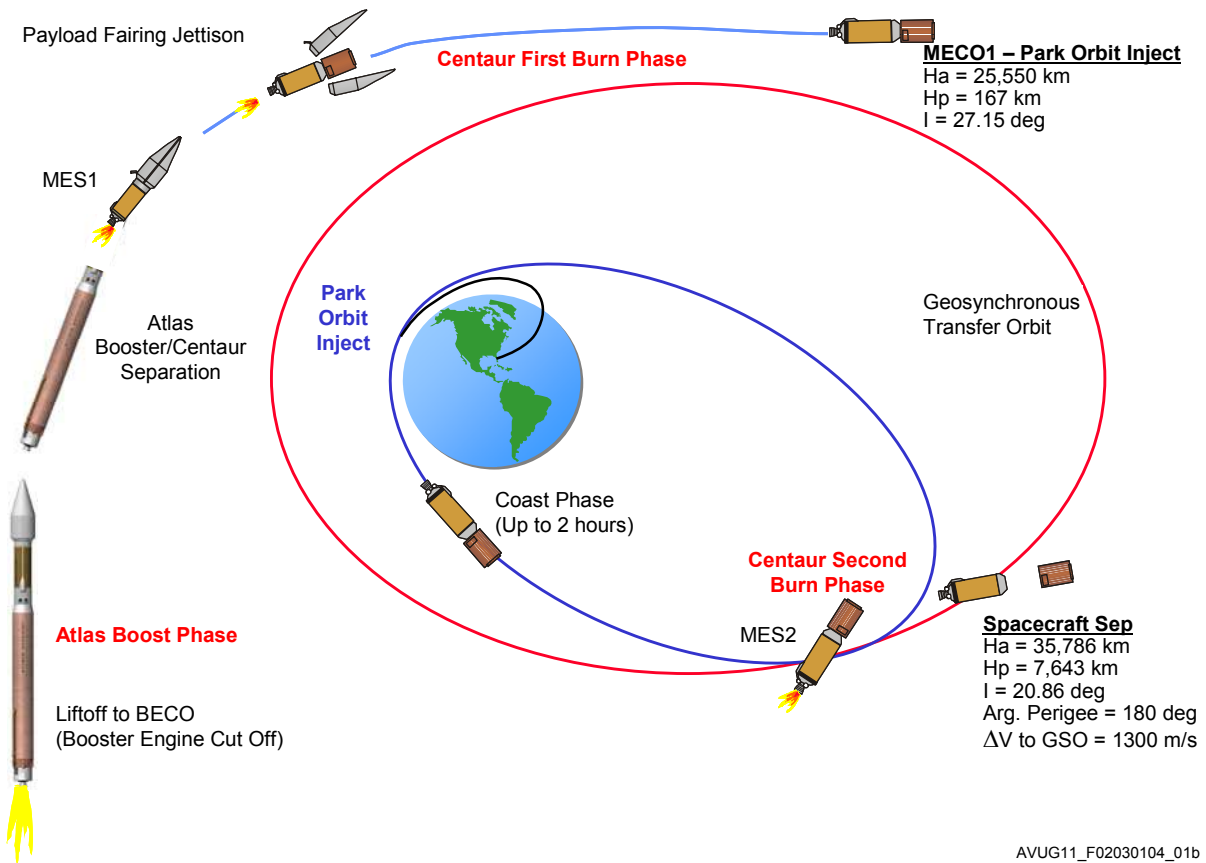 Payload Fairing Jettison
Centaur First Burn Phase
MECO1 – Park Orbit Inject
Ha = 25,550 km
Hp = 167 km
I = 27.15 deg
MES1
Park
Orbit
Inject
Geosynchronous
Transfer Orbit
Atlas
Booster/Centaur
Separation
Coast Phase
(Up to 2 hours)
Centaur Second
Burn Phase
MES2
Spacecraft Sep
Ha = 35,786 km
Hp = 7,643 km
I = 20.86 deg
Arg. Perigee = 180 deg
ΔV to GSO = 1300 m/s
Atlas Boost Phase
Liftoff to BECO
(Booster Engine Cut Off)
AVUG11_F02030104_01b